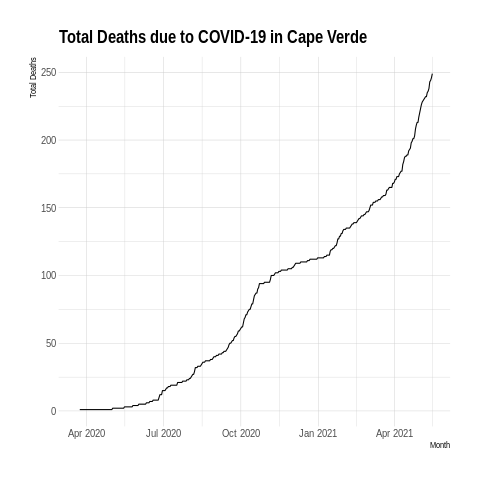 Total Deaths due to COVID-19 in Cape Verde
Total Deaths
250
200
150
100
50
0
Apr 2020 Jul 2020 Oct 2020 Jan 2021 Apr 2021
Month